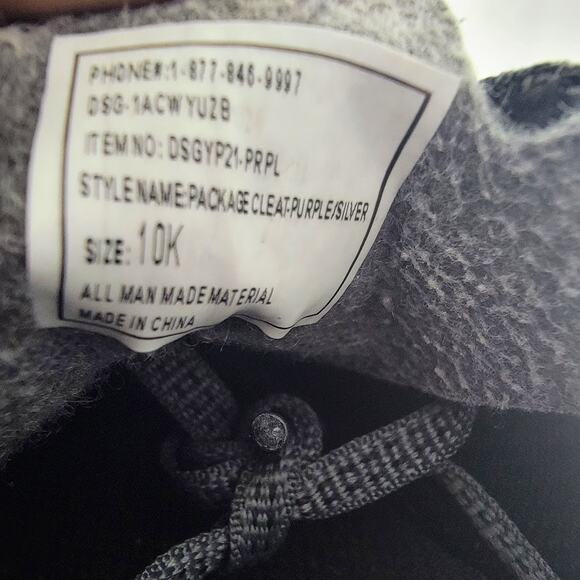 PHONE#:1-877-846-9997
DSG-1ACWYUZB
ITEM NO: DSGYP21-PRPL
STYLE NAME:PACKAGE CLEAT-PURPLE/SILVER
SIZE: 10K
ALL MAN MADE MATERIAL
MADE IN CHINA